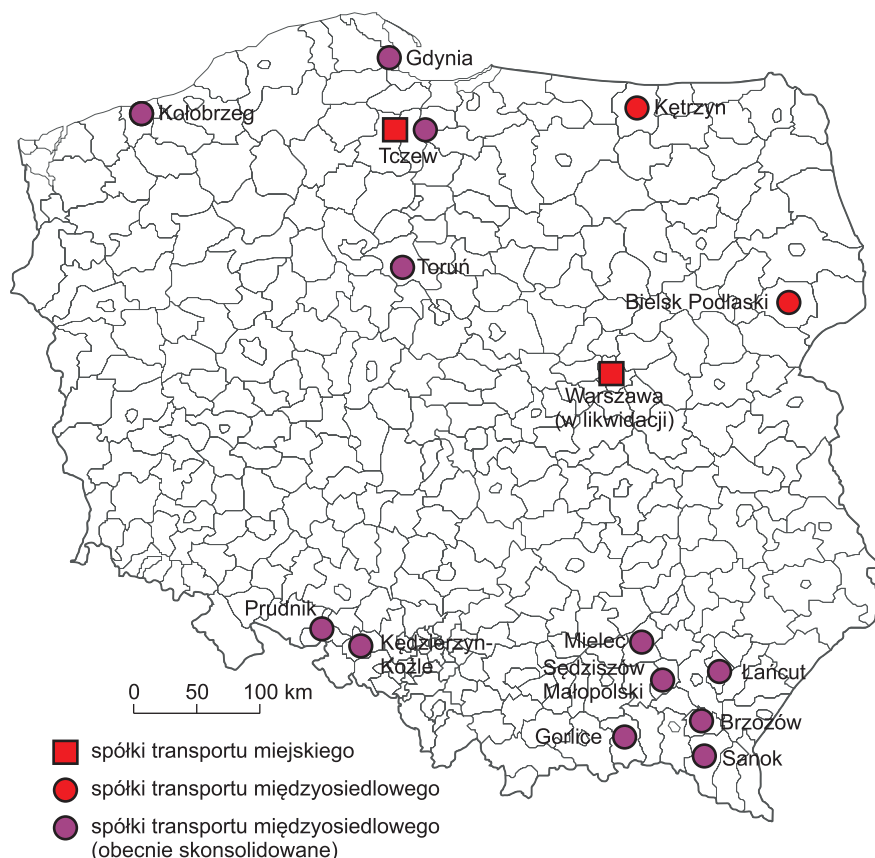 Gdynia
Kołobrzeg
Kętrzyn
Tczew
Toruń
Bielsk Podlaski
Warszawa
(w likwidacji)
Prudnik
Kędzierzyn-
Koźle
Mielec
Sędziszów
Małopolski
Łańcut
Brzozów
Gorlice
Sanok
0 50 100 km
spółki transportu miejskiego
spółki transportu międzyosiedlowego
spółki transportu międzyosiedlowego
(obecnie skonsolidowane)